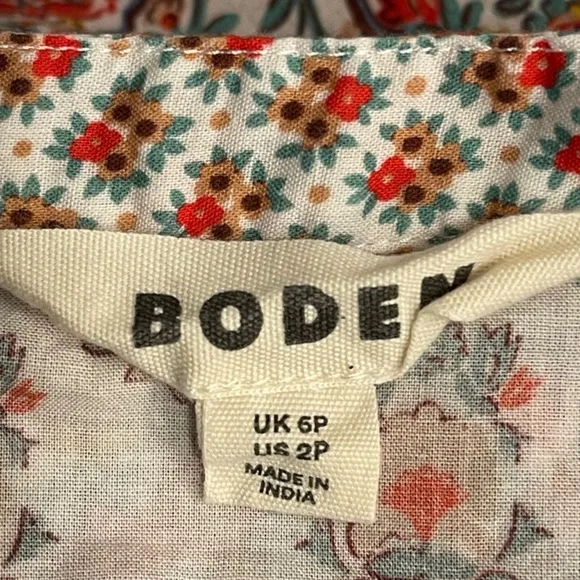 BODEN
UK 6P
US 2P
MADE IN
INDIA